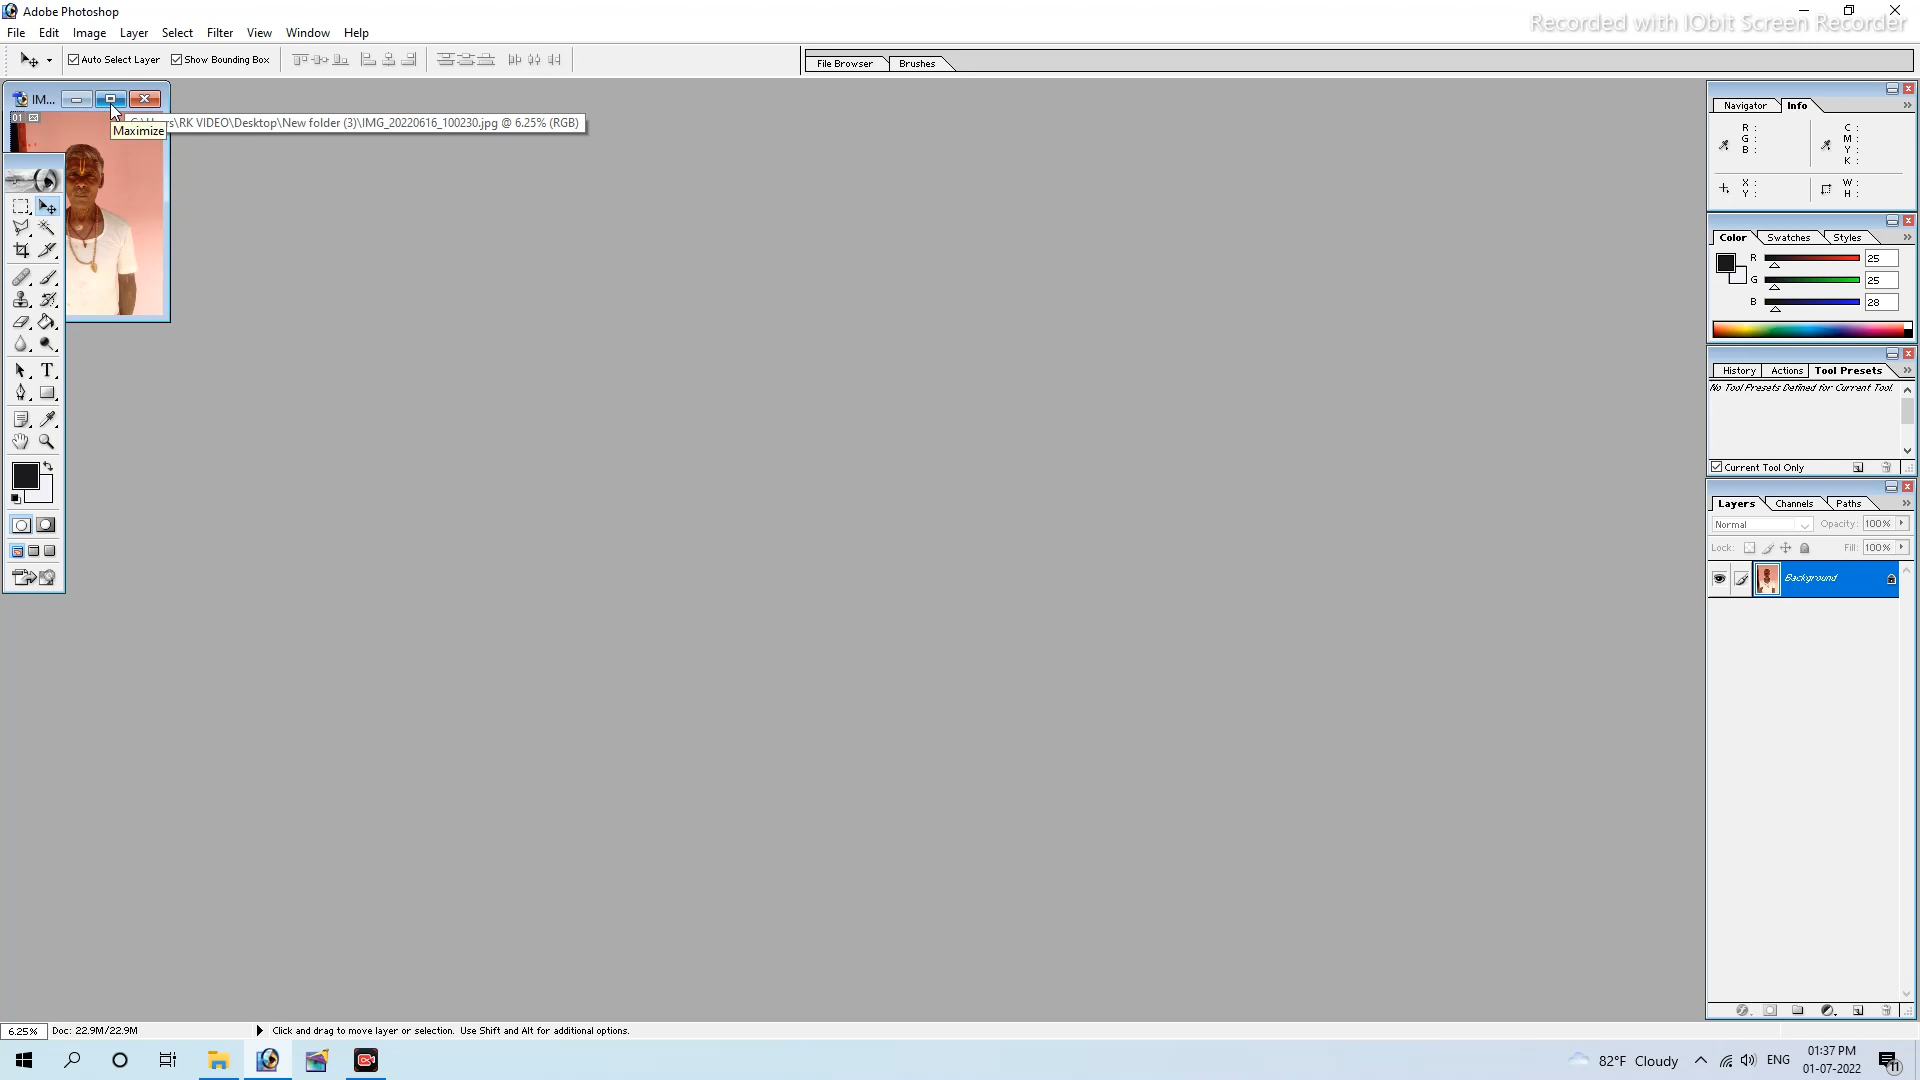 Adobe Photoshop
Recorded with IObit Screen Recorder
File Edit Image Layer Select Filter View Window Help
Auto Select Layer Show Bounding Box File Browser Brushes
IM...
01
C:\Users\RK VIDEO\Desktop\New folder (3)\IMG_20220616_100230.jpg @ 6.25% (RGB)
Maximize
Navigator Info
R : C :
G : M :
B : Y :
K :
X : W :
Y : H :
Color Swatches Styles
R 25
G 25
B 28
History Actions Tool Presets
No Tool Presets Defined for Current Tool.
Current Tool Only
Layers Channels Paths
Normal Opacity: 100%
Lock: Fill: 100%
Background
T
6.25% Doc: 22.9M/22.9M Click and drag to move layer or selection. Use Shift and Alt for additional options.
82°F Cloudy ENG 01:37 PM
01-07-2022
11